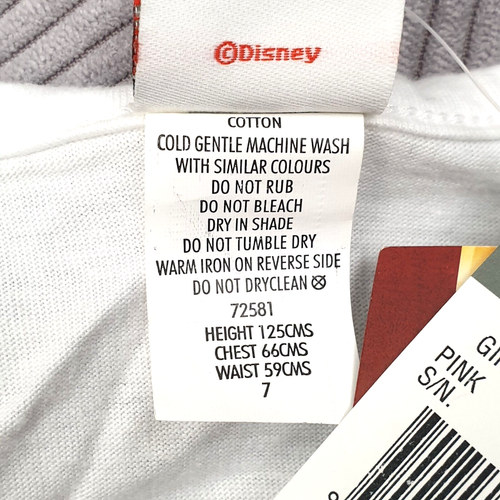 ©Disney
COTTON
COLD GENTLE MACHINE WASH
WITH SIMILAR COLOURS
DO NOT RUB
DO NOT BLEACH
DRY IN SHADE
DO NOT TUMBLE DRY
WARM IRON ON REVERSE SIDE
DO NOT DRYCLEAN
72581
HEIGHT 125CMS
CHEST 66CMS
WAIST 59CMS
7
PINK
S/N.